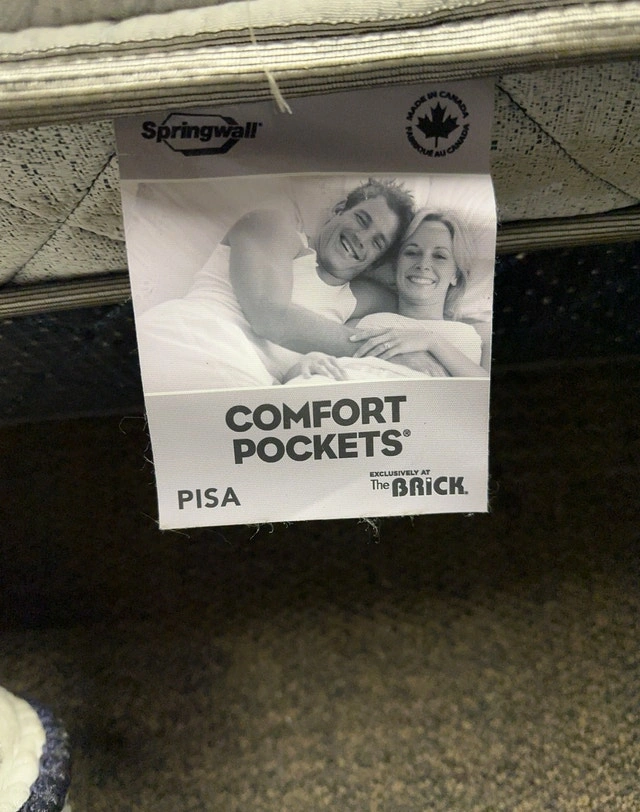 Springwall®
MADE IN CANADA
FABRIQUÉ AU CANADA
COMFORT
POCKETS®
EXCLUSIVELY AT
The BRICK.
PISA